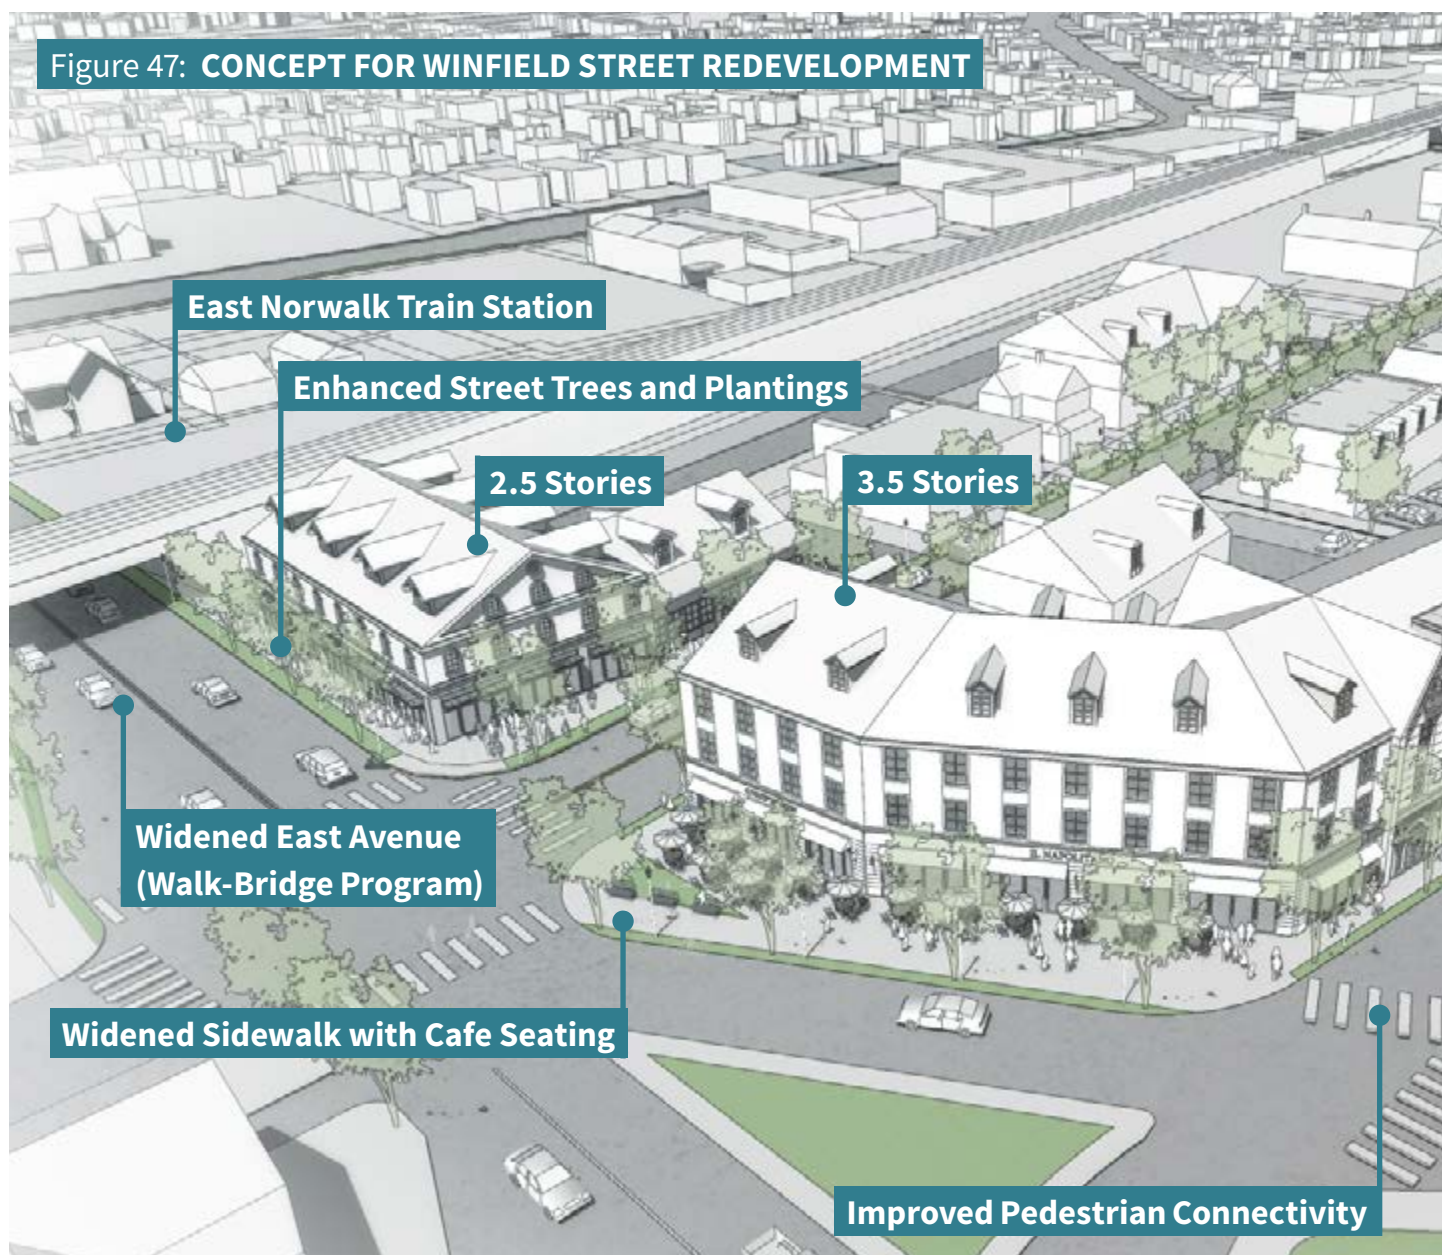 Figure 47: CONCEPT FOR WINFIELD STREET REDEVELOPMENT
East Norwalk Train Station
Enhanced Street Trees and Plantings
2.5 Stories
3.5 Stories
Widened East Avenue
(Walk-Bridge Program)
Widened Sidewalk with Cafe Seating
Improved Pedestrian Connectivity